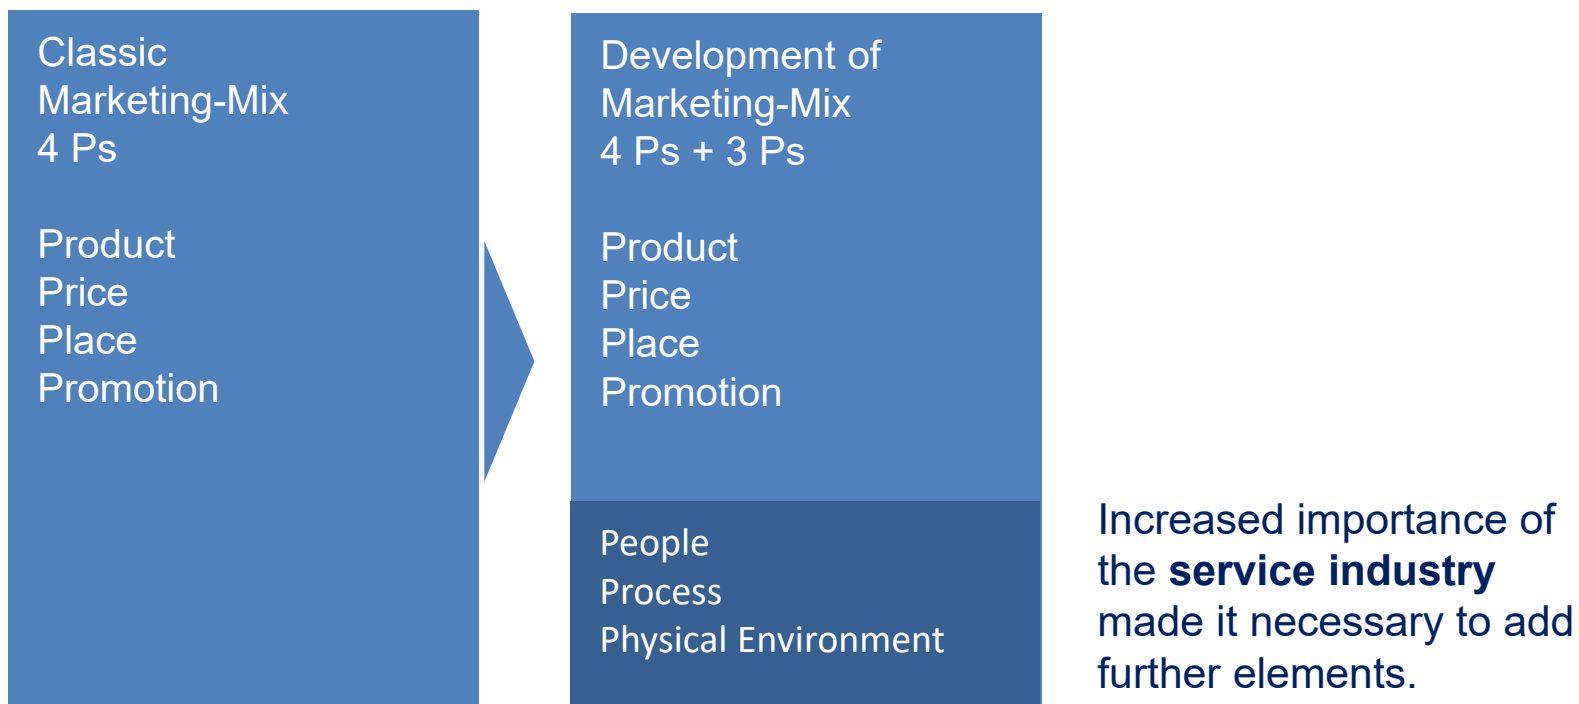 Classic
Marketing-Mix
4 Ps
Product
Price
Place
Promotion
Development of
Marketing-Mix
4 Ps + 3 Ps
Product
Price
Place
Promotion
People
Process
Physical Environment
Increased importance of
the service industry
made it necessary to add
further elements.